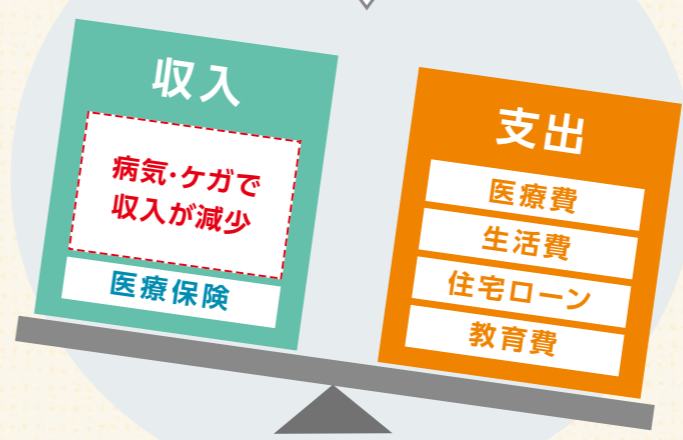 収入
病気・ケガで
収入が減少
医療保険
支出
医療費
生活費
住宅ローン
教育費